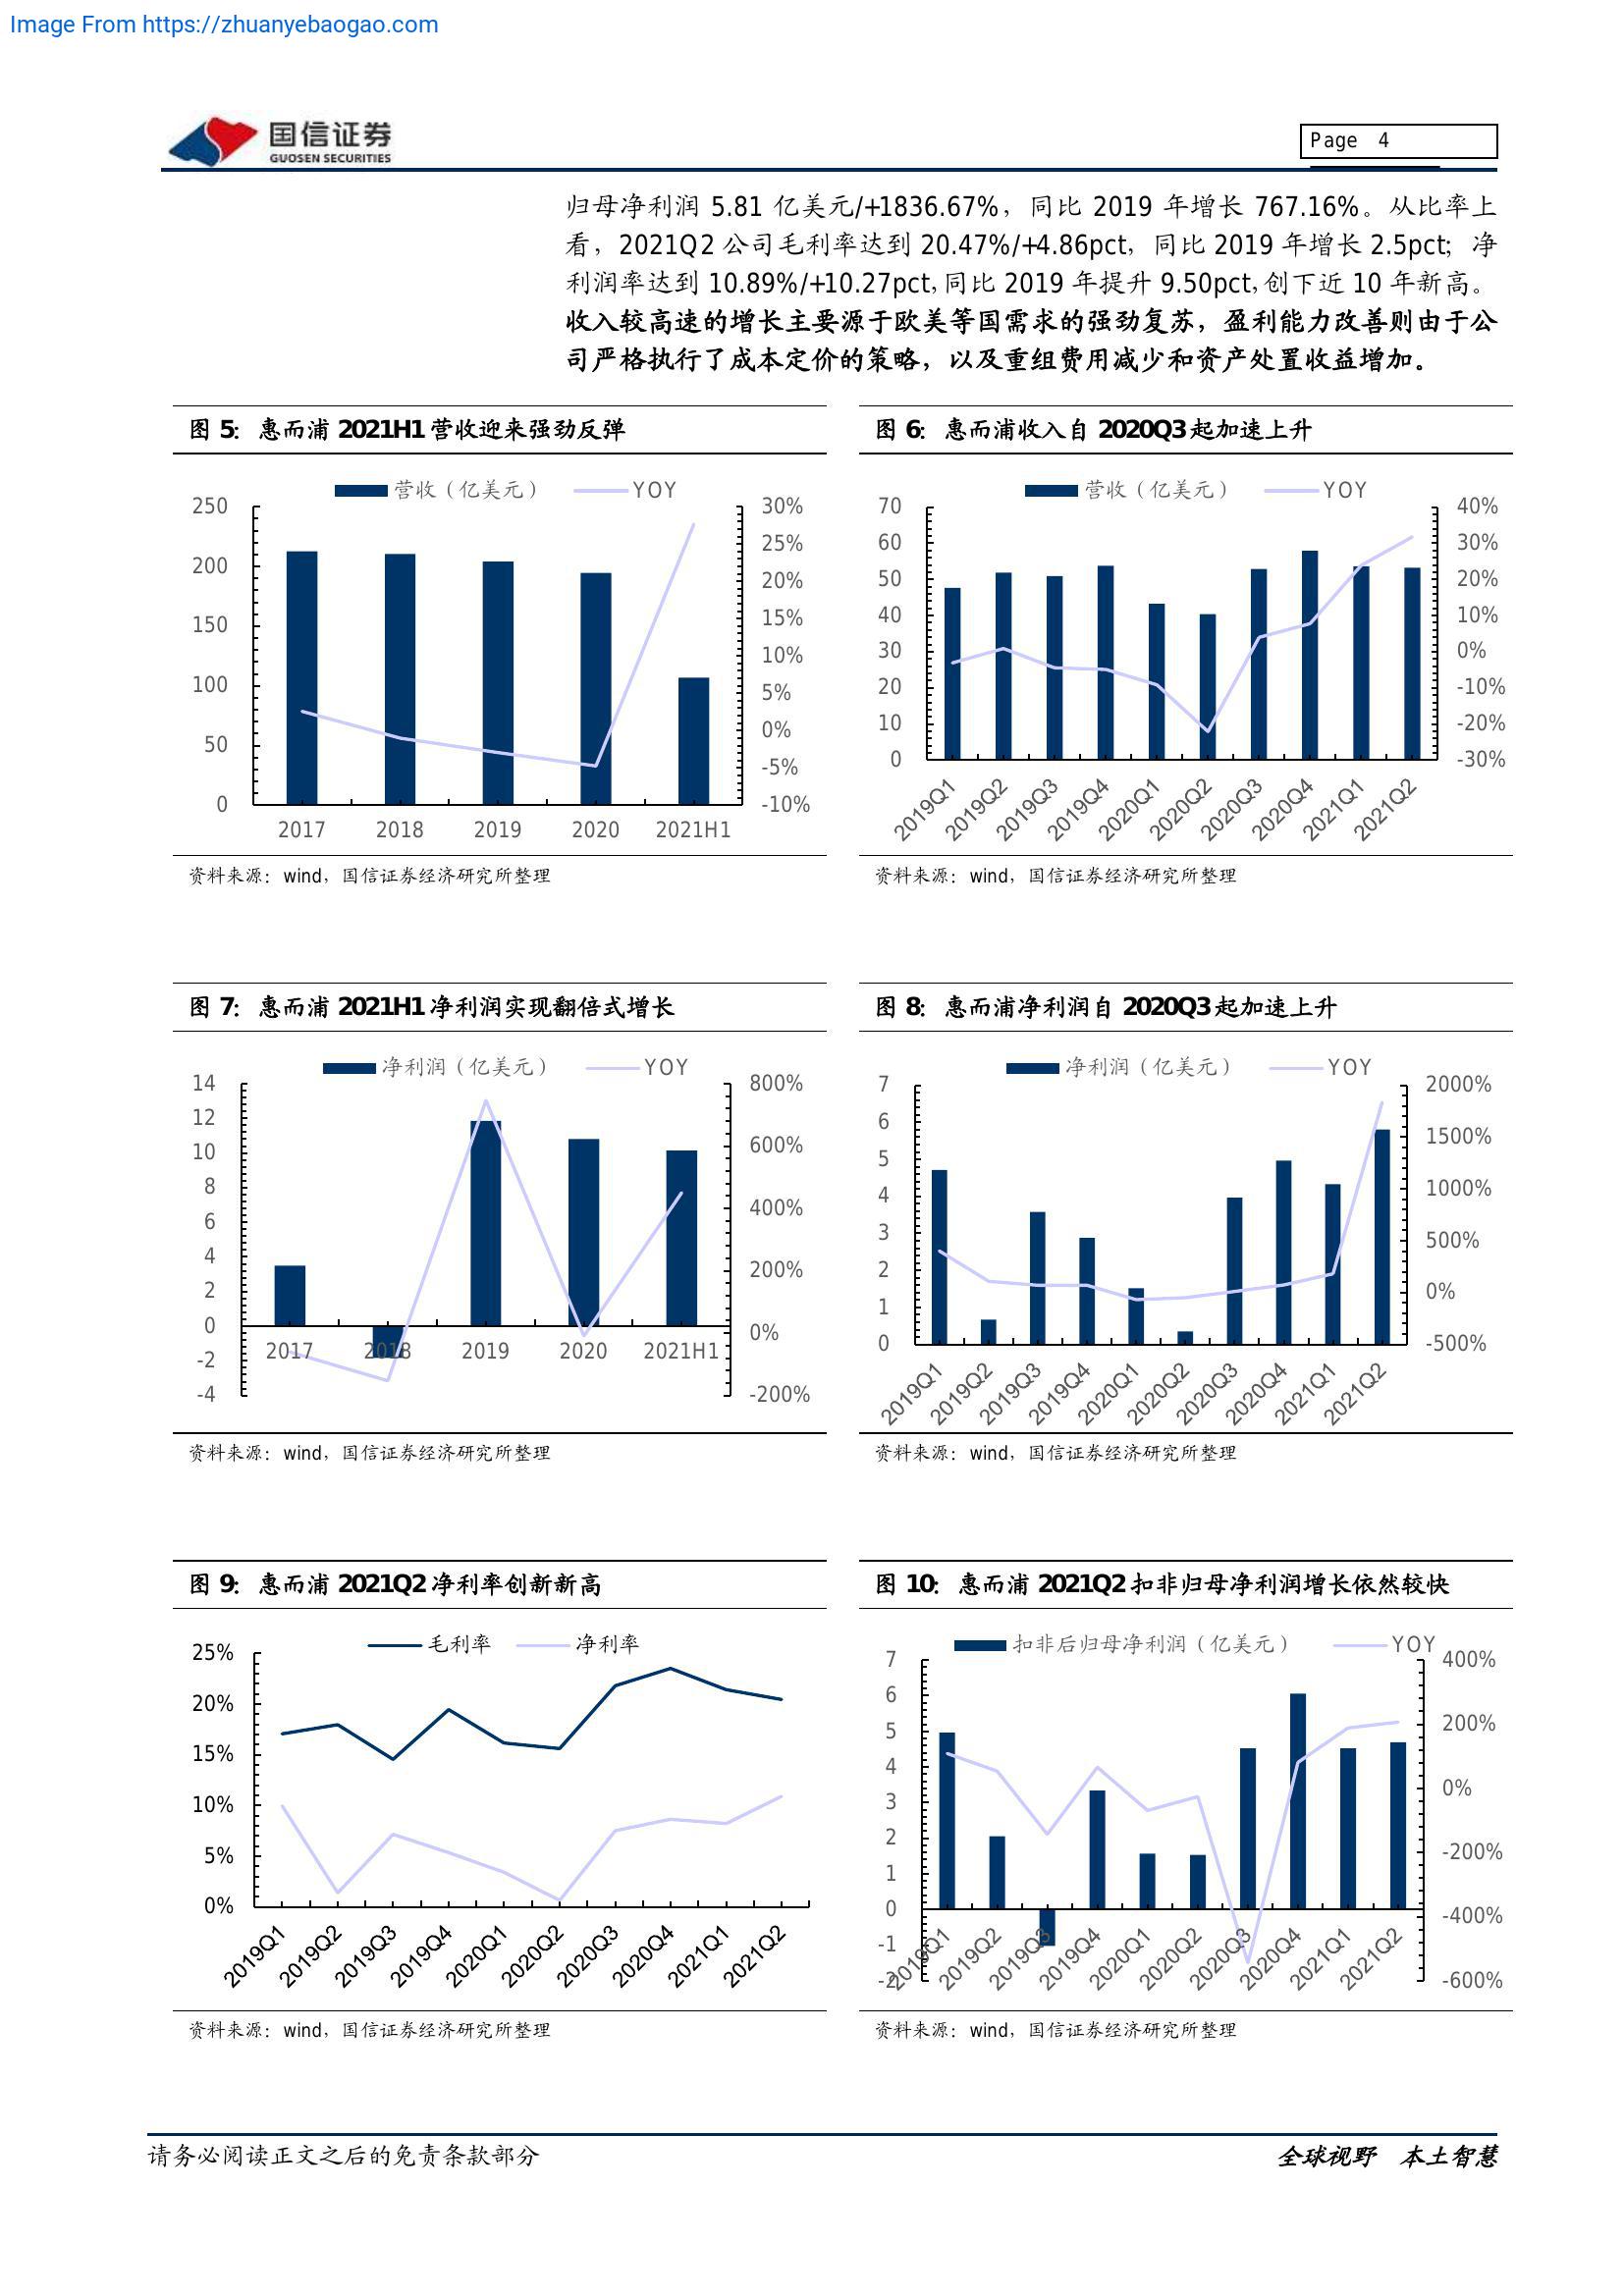 Image From https://zhuanyebaogao.com
国信证券
GUOSEN SECURITIES
Page 4
归母净利润 5.81 亿美元/+1836.67%，同比 2019 年增长 767.16%。从比率上
看，2021Q2 公司毛利率达到 20.47%/+4.86pct，同比 2019 年增长 2.5pct；净
利润率达到 10.89%/+10.27pct,同比 2019 年提升 9.50pct,创下近 10 年新高。
收入较高速的增长主要源于欧美等国需求的强劲复苏，盈利能力改善则由于公
司严格执行了成本定价的策略，以及重组费用减少和资产处置收益增加。
图 5：惠而浦 2021H1 营收迎来强劲反弹
营收（亿美元） YOY
250
200
150
100
50
0
30%
25%
20%
15%
10%
5%
0%
-5%
-10%
2017 2018 2019 2020 2021H1
资料来源：wind，国信证券经济研究所整理
图 6：惠而浦收入自 2020Q3 起加速上升
营收（亿美元） YOY
70
60
50
40
30
20
10
0
40%
30%
20%
10%
0%
-10%
-20%
-30%
2019Q1 2019Q2 2019Q3 2019Q4 2020Q1 2020Q2 2020Q3 2020Q4 2021Q1 2021Q2
资料来源：wind，国信证券经济研究所整理
图 7：惠而浦 2021H1 净利润实现翻倍式增长
净利润（亿美元） YOY
14
12
10
8
6
4
2
0
-2
-4
800%
600%
400%
200%
0%
-200%
2017 2018 2019 2020 2021H1
资料来源：wind，国信证券经济研究所整理
图 8：惠而浦净利润自 2020Q3 起加速上升
净利润（亿美元） YOY
7
6
5
4
3
2
1
0
2000%
1500%
1000%
500%
0%
-500%
2019Q1 2019Q2 2019Q3 2019Q4 2020Q1 2020Q2 2020Q3 2020Q4 2021Q1 2021Q2
资料来源：wind，国信证券经济研究所整理
图 9：惠而浦 2021Q2 净利率创新新高
毛利率 净利率
25%
20%
15%
10%
5%
0%
2019Q1 2019Q2 2019Q3 2019Q4 2020Q1 2020Q2 2020Q3 2020Q4 2021Q1 2021Q2
资料来源：wind，国信证券经济研究所整理
图 10：惠而浦 2021Q2 扣非归母净利润增长依然较快
扣非后归母净利润（亿美元） YOY
7
6
5
4
3
2
1
0
-1
-2
400%
200%
0%
-200%
-400%
-600%
2019Q1 2019Q2 2019Q3 2019Q4 2020Q1 2020Q2 2020Q3 2020Q4 2021Q1 2021Q2
资料来源：wind，国信证券经济研究所整理
请务必阅读正文之后的免责条款部分
全球视野 本土智慧